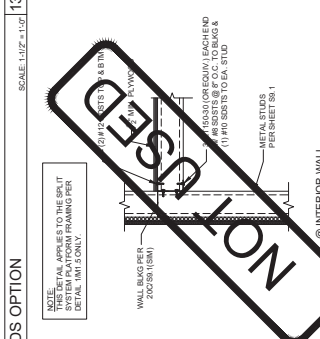 DS OPTION
SCALE: 1-1/2" = 1'-0"
13
NOTE:
THIS DETAIL APPLIES TO THE SPLIT
SYSTEM PLATFORM FRAMING PER
DETAIL 1/M1.5 ONLY.
(2) #12 SDSTS TOP & BTM
MIN. PLYWOOD
150-30 (OR EQUIV.) EACH END
W/ #8 SDSTS @ 8" O.C. TO BLKG &
(1) #10 SDSTS TO EA. STUD
WALL BLKG PER
20C/S9.1(SIM)
METAL STUDS
PER SHEET S9.1
@ INTERIOR WALL
NOT USED